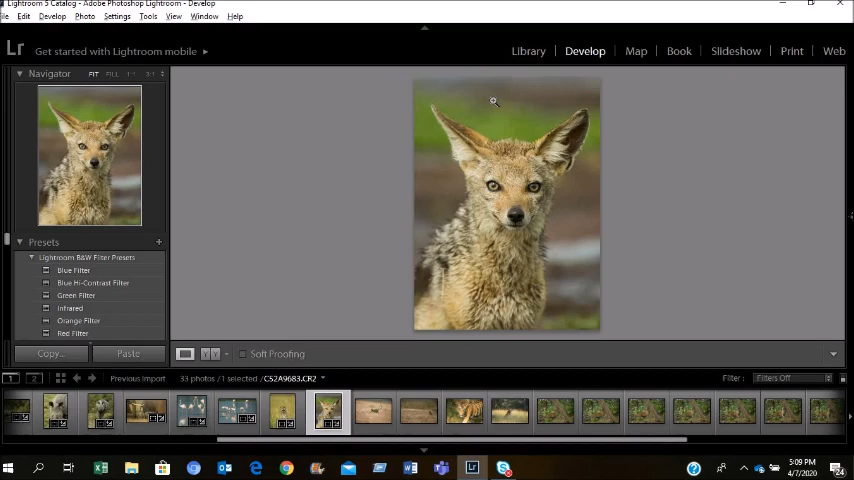 Lightroom 5 Catalog - Adobe Photoshop Lightroom - Develop
ile Edit Develop Photo Settings Tools View Window Help
Lr Get started with Lightroom mobile
Library Develop Map Book Slideshow Print Web
Navigator FIT FILL 1:1 3:1
Presets
Lightroom B&W Filter Presets
Blue Filter
Blue Hi-Contrast Filter
Green Filter
Infrared
Orange Filter
Red Filter
Copy... Paste Y Y Soft Proofing
1 2 Previous Import 33 photos / 1 selected / C52A9683.CR2 Filter : Filters Off
5:09 PM
4/7/2020
24